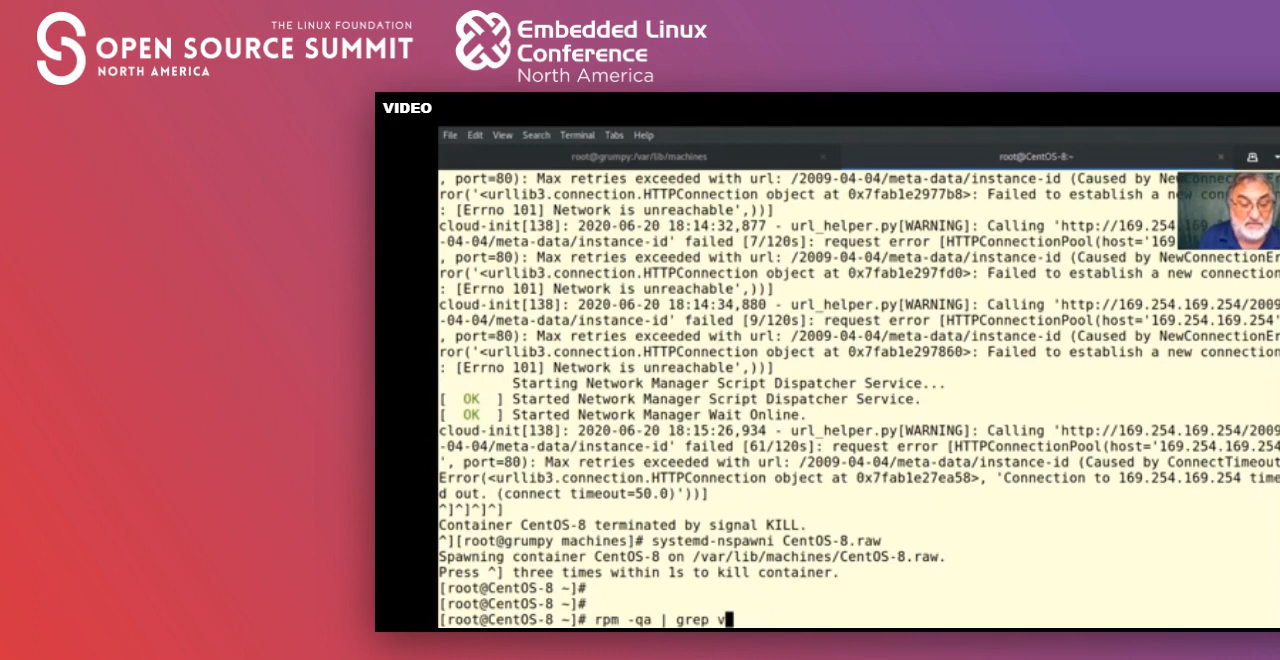 THE LINUX FOUNDATION
OPEN SOURCE SUMMIT
NORTH AMERICA
Embedded Linux
Conference
North America
VIDEO
File Edit View Search Terminal Tabs Help
root@grumpy:/var/lib/machines × root@CentOS-8:~ ×
, port=80): Max retries exceeded with url: /2009-04-04/meta-data/instance-id (Caused by
ror('<urllib3.connection.HTTPConnection object at 0x7fab1e2977b8>: Failed to establish a
: [Errno 101] Network is unreachable',))]
cloud-init[138]: 2020-06-20 18:14:32,877 - url_helper.py[WARNING]: Calling 'http://169.254
-04-04/meta-data/instance-id' failed [7/120s]: request error [HTTPConnectionPool(host='169
, port=80): Max retries exceeded with url: /2009-04-04/meta-data/instance-id (Caused by NewConnectionEr
ror('<urllib3.connection.HTTPConnection object at 0x7fab1e297fd0>: Failed to establish a new connection
: [Errno 101] Network is unreachable',))]
cloud-init[138]: 2020-06-20 18:14:34,880 - url_helper.py[WARNING]: Calling 'http://169.254.169.254/2009
-04-04/meta-data/instance-id' failed [9/120s]: request error [HTTPConnectionPool(host='169.254.169.254'
, port=80): Max retries exceeded with url: /2009-04-04/meta-data/instance-id (Caused by NewConnectionEr
ror('<urllib3.connection.HTTPConnection object at 0x7fab1e297860>: Failed to establish a new connection
: [Errno 101] Network is unreachable',))]
Starting Network Manager Script Dispatcher Service...
[ OK ] Started Network Manager Script Dispatcher Service.
[ OK ] Started Network Manager Wait Online.
cloud-init[138]: 2020-06-20 18:15:26,934 - url_helper.py[WARNING]: Calling 'http://169.254.169.254/2009
-04-04/meta-data/instance-id' failed [61/120s]: request error [HTTPConnectionPool(host='169.254.169.254
', port=80): Max retries exceeded with url: /2009-04-04/meta-data/instance-id (Caused by ConnectTimeout
Error(<urllib3.connection.HTTPConnection object at 0x7fab1e27ea58>, 'Connection to 169.254.169.254 time
d out. (connect timeout=50.0)'))]
^]^]^]^]
Container CentOS-8 terminated by signal KILL.
^][root@grumpy machines]# systemd-nspawni CentOS-8.raw
Spawning container CentOS-8 on /var/lib/machines/CentOS-8.raw.
Press ^] three times within 1s to kill container.
[root@CentOS-8 ~]#
[root@CentOS-8 ~]#
[root@CentOS-8 ~]# rpm -qa | grep v